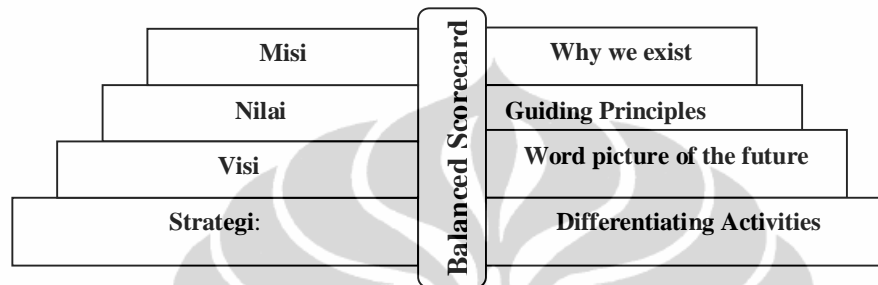 Misi
Why we exist
Nilai
Guiding Principles
Visi
Word picture of the future
Strategi:
Differentiating Activities
Balanced Scorecard